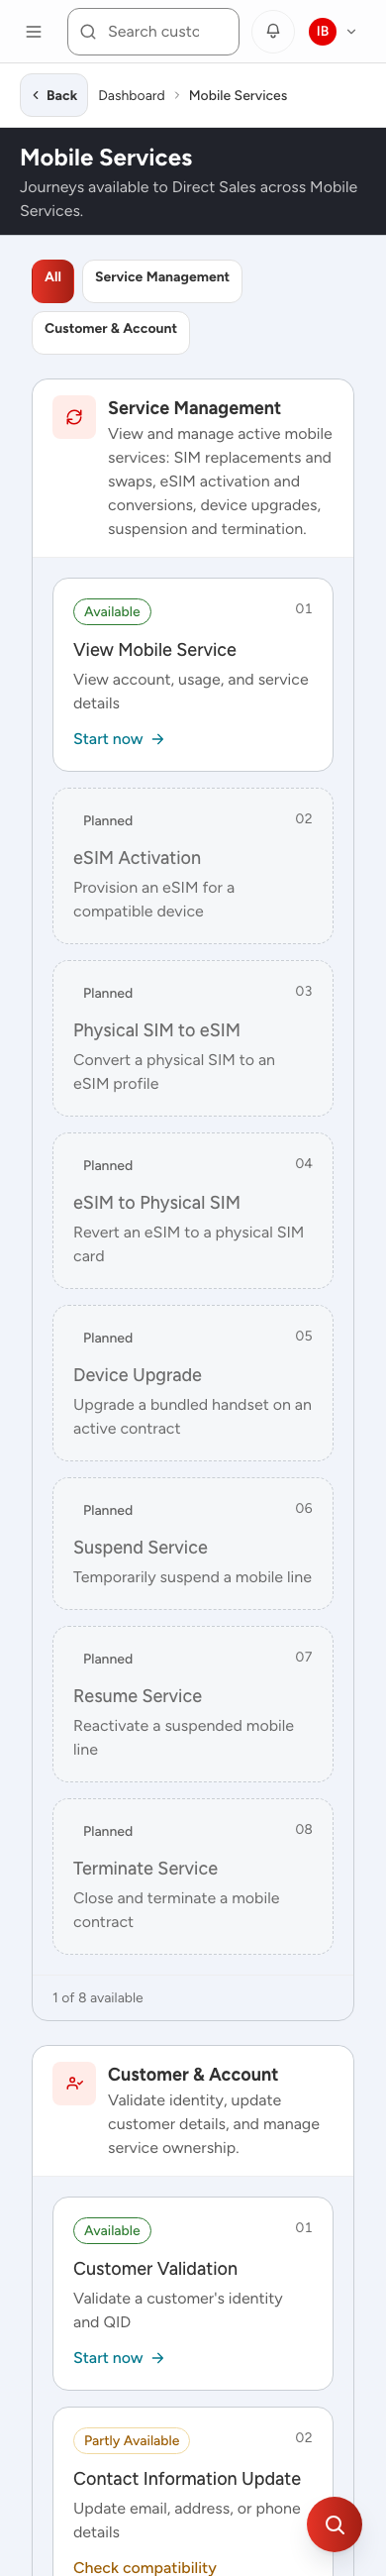 Search custo
IB
Back
Dashboard
Mobile Services
Mobile Services
Journeys available to Direct Sales across Mobile
Services.
All
Service Management
Customer & Account
Service Management
View and manage active mobile
services: SIM replacements and
swaps, eSIM activation and
conversions, device upgrades,
suspension and termination.
Available
01
View Mobile Service
View account, usage, and service
details
Start now →
Planned
02
eSIM Activation
Provision an eSIM for a
compatible device
Planned
03
Physical SIM to eSIM
Convert a physical SIM to an
eSIM profile
Planned
04
eSIM to Physical SIM
Revert an eSIM to a physical SIM
card
Planned
05
Device Upgrade
Upgrade a bundled handset on an
active contract
Planned
06
Suspend Service
Temporarily suspend a mobile line
Planned
07
Resume Service
Reactivate a suspended mobile
line
Planned
08
Terminate Service
Close and terminate a mobile
contract
1 of 8 available
Customer & Account
Validate identity, update
customer details, and manage
service ownership.
Available
01
Customer Validation
Validate a customer's identity
and QID
Start now →
Partly Available
02
Contact Information Update
Update email, address, or phone
details
Check compatibility